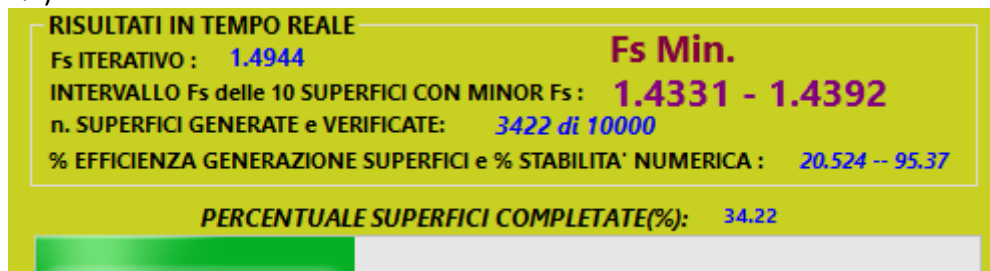 RISULTATI IN TEMPO REALE
Fs ITERATIVO : 1.4944
Fs Min.
INTERVALLO Fs delle 10 SUPERFICI CON MINOR Fs : 1.4331 - 1.4392
n. SUPERFICI GENERATE e VERIFICATE: 3422 di 10000
% EFFICIENZA GENERAZIONE SUPERFICI e % STABILITA' NUMERICA : 20.524 -- 95.37
PERCENTUALE SUPERFICI COMPLETATE(%): 34.22